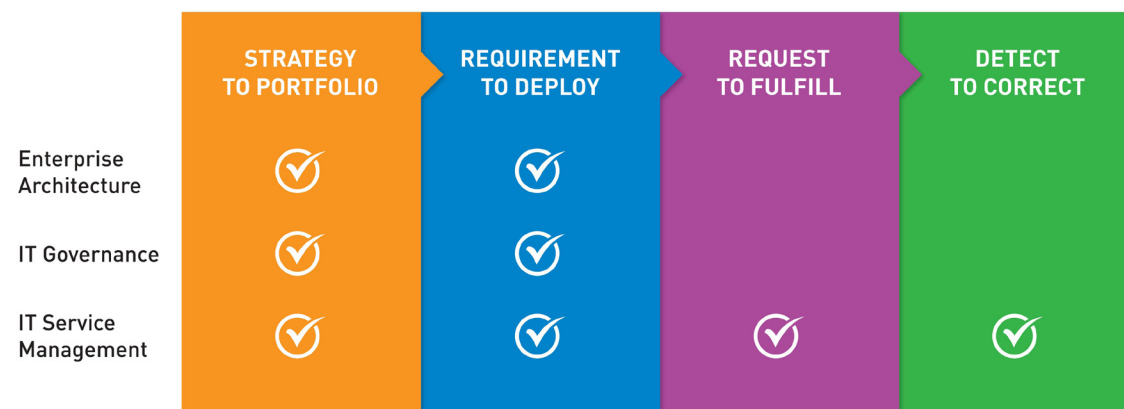 STRATEGY
TO PORTFOLIO
REQUIREMENT
TO DEPLOY
REQUEST
TO FULFILL
DETECT
TO CORRECT
Enterprise
Architecture
IT Governance
IT Service
Management